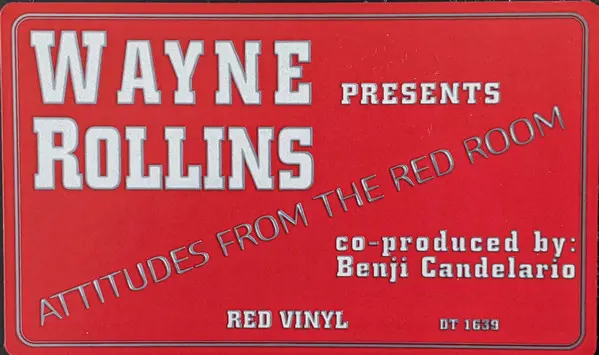 WAYNE
ROLLINS
PRESENTS
ATTITUDES FROM THE RED ROOM
co-produced by:
Benji Candelario
RED VINYL
DT 1639